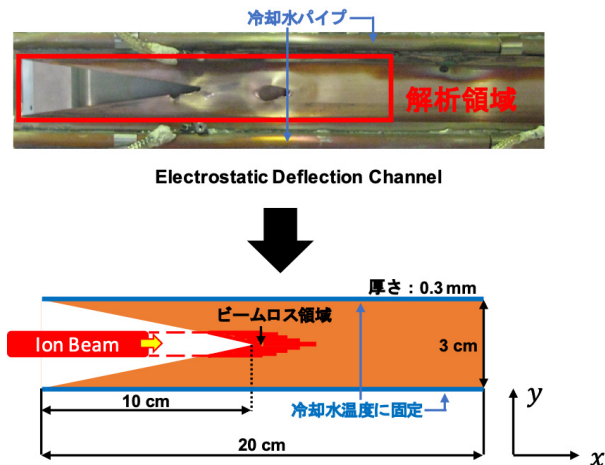 冷却水パイプ
解析領域
Electrostatic Deflection Channel
厚さ：0.3 mm
ビームロス領域
Ion Beam
3 cm
10 cm
冷却水温度に固定
20 cm
y
x